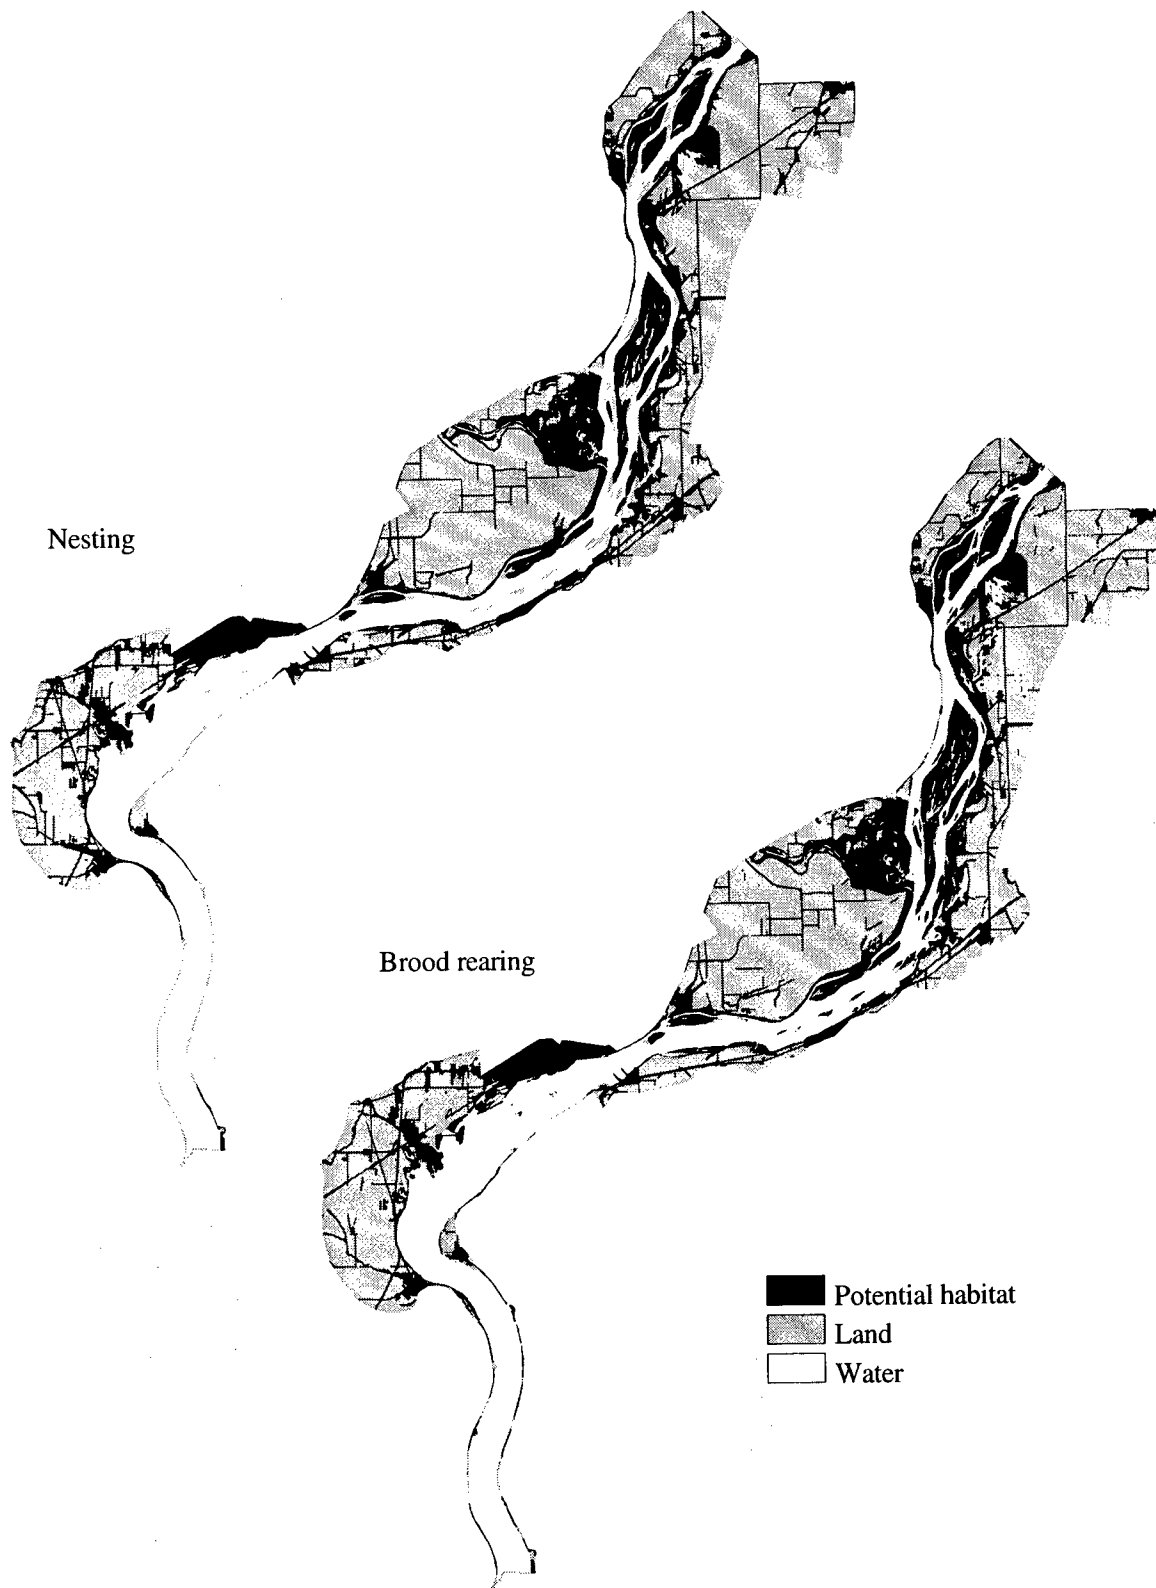 Nesting
Brood rearing
Potential habitat
Land
Water